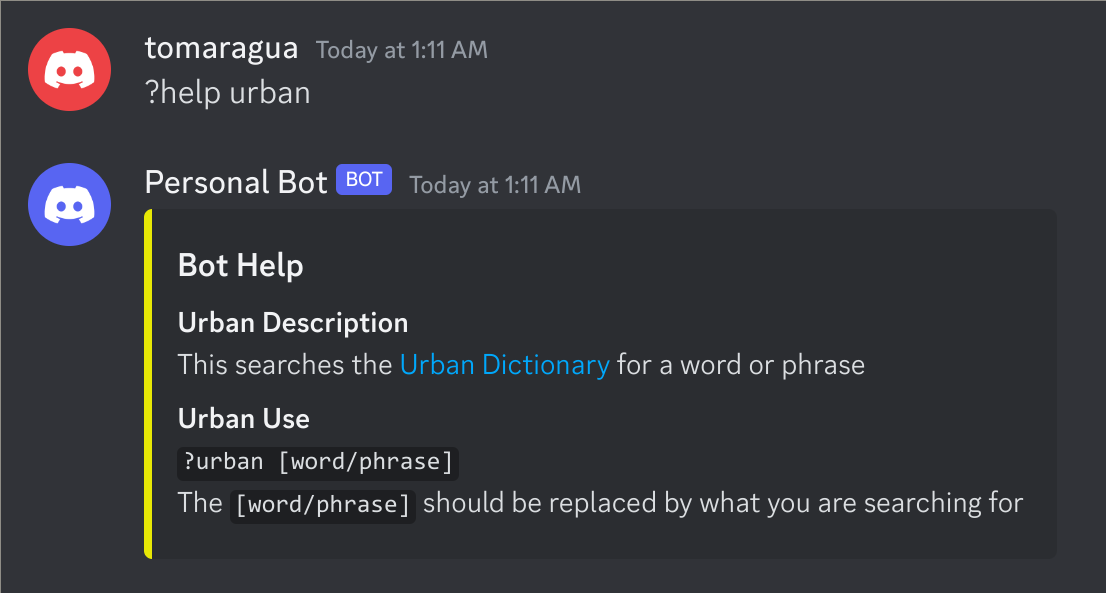 tomaragua Today at 1:11 AM
?help urban
Personal Bot BOT Today at 1:11 AM
Bot Help
Urban Description
This searches the Urban Dictionary for a word or phrase
Urban Use
?urban [word/phrase]
The [word/phrase] should be replaced by what you are searching for